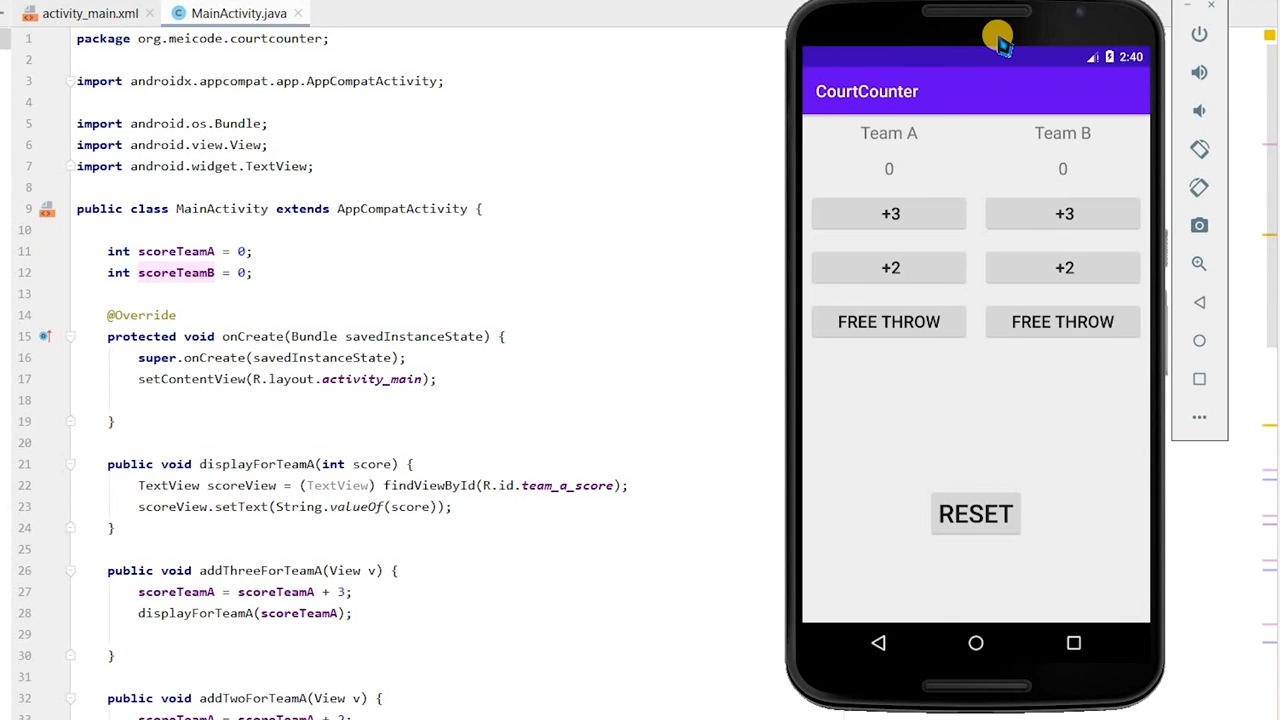 activity_main.xml
MainActivity.java
1 package org.meicode.courtcounter;
2
3 import androidx.appcompat.app.AppCompatActivity;
4
5 import android.os.Bundle;
6 import android.view.View;
7 import android.widget.TextView;
8
9 public class MainActivity extends AppCompatActivity {
10
11 int scoreTeamA = 0;
12 int scoreTeamB = 0;
13
14 @Override
15 protected void onCreate(Bundle savedInstanceState) {
16 super.onCreate(savedInstanceState);
17 setContentView(R.layout.activity_main);
18
19 }
20
21 public void displayForTeamA(int score) {
22 TextView scoreView = (TextView) findViewById(R.id.team_a_score);
23 scoreView.setText(String.valueOf(score));
24 }
25
26 public void addThreeForTeamA(View v) {
27 scoreTeamA = scoreTeamA + 3;
28 displayForTeamA(scoreTeamA);
29
30 }
31
32 public void addTwoForTeamA(View v) {
33 scoreTeamA = scoreTeamA + 2;
2:40
CourtCounter
Team A Team B
0 0
+3 +3
+2 +2
FREE THROW FREE THROW
RESET